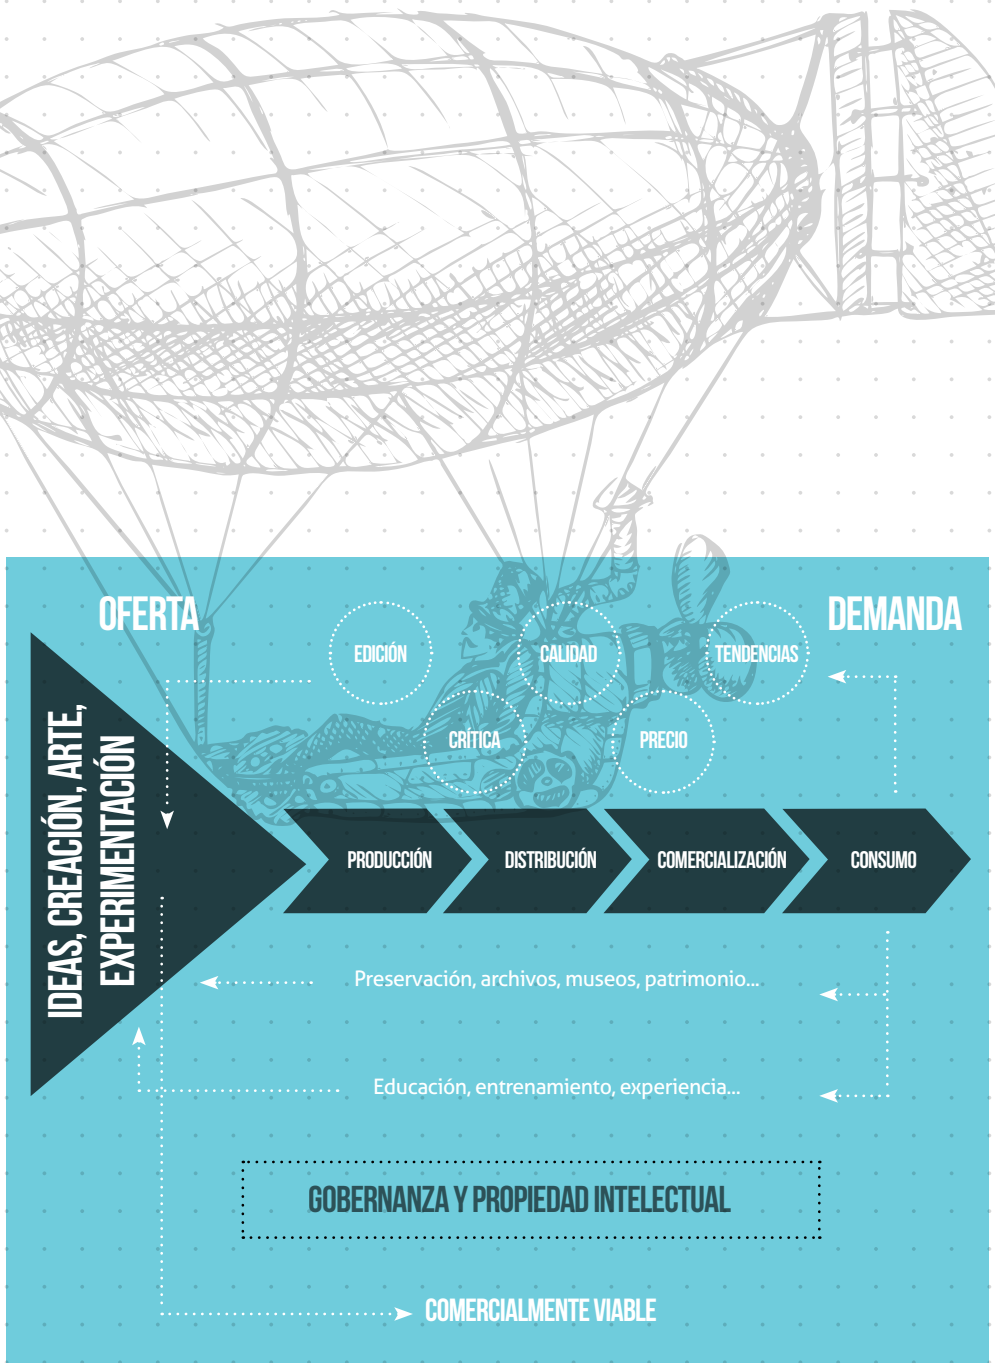 OFERTA
DEMANDA
EDICIÓN
CALIDAD
TENDENCIAS
CRÍTICA
PRECIO
IDEAS, CREACIÓN, ARTE,
EXPERIMENTACIÓN
PRODUCCIÓN
DISTRIBUCIÓN
COMERCIALIZACIÓN
CONSUMO
Preservación, archivos, museos, patrimonio...
Educación, entrenamiento, experiencia...
GOBERNANZA Y PROPIEDAD INTELECTUAL
COMERCIALMENTE VIABLE